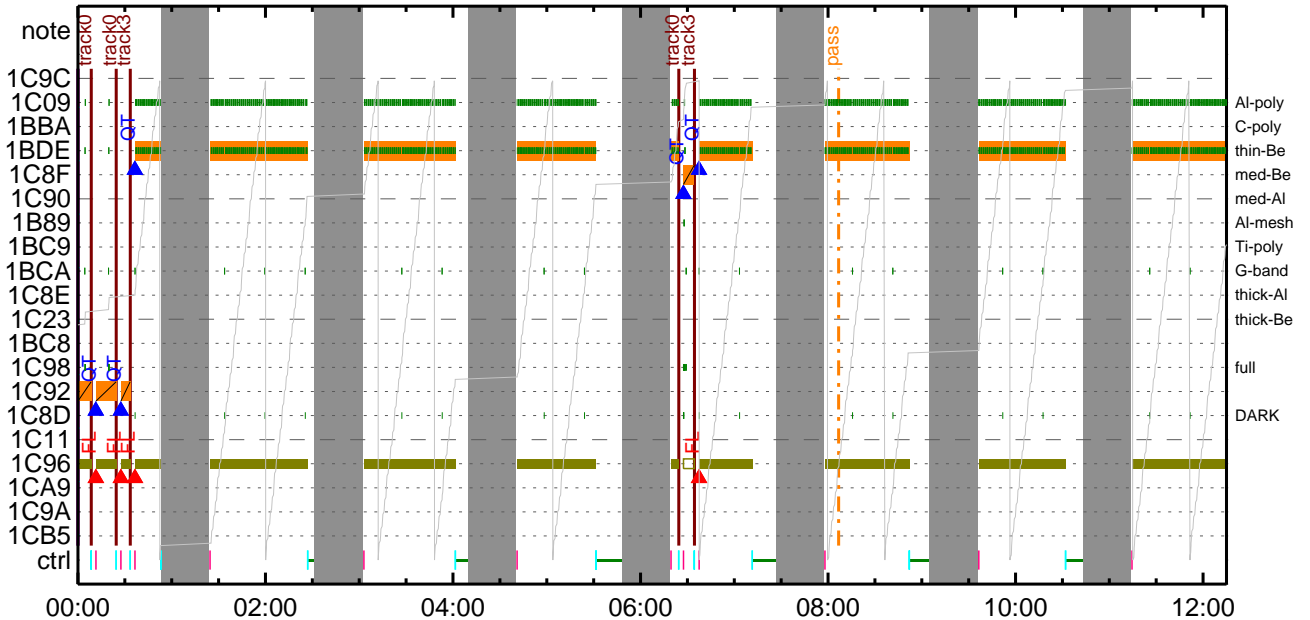 track0 track0 track3 track0 track3 pass
note
1C9C
1C09 Al-poly
1BBA C-poly
QT QT
1BDE thin-Be
QT
1C8F med-Be
1C90 med-Al
1B89 Al-mesh
1BC9 Ti-poly
1BCA G-band
1C8E thick-Al
1C23 thick-Be
1BC8
1C98 full
QT QT
1C92
1C8D DARK
1C11
FL FL FL FL
1C96
1CA9
1C9A
1CB5
ctrl
00:00 02:00 04:00 06:00 08:00 10:00 12:00